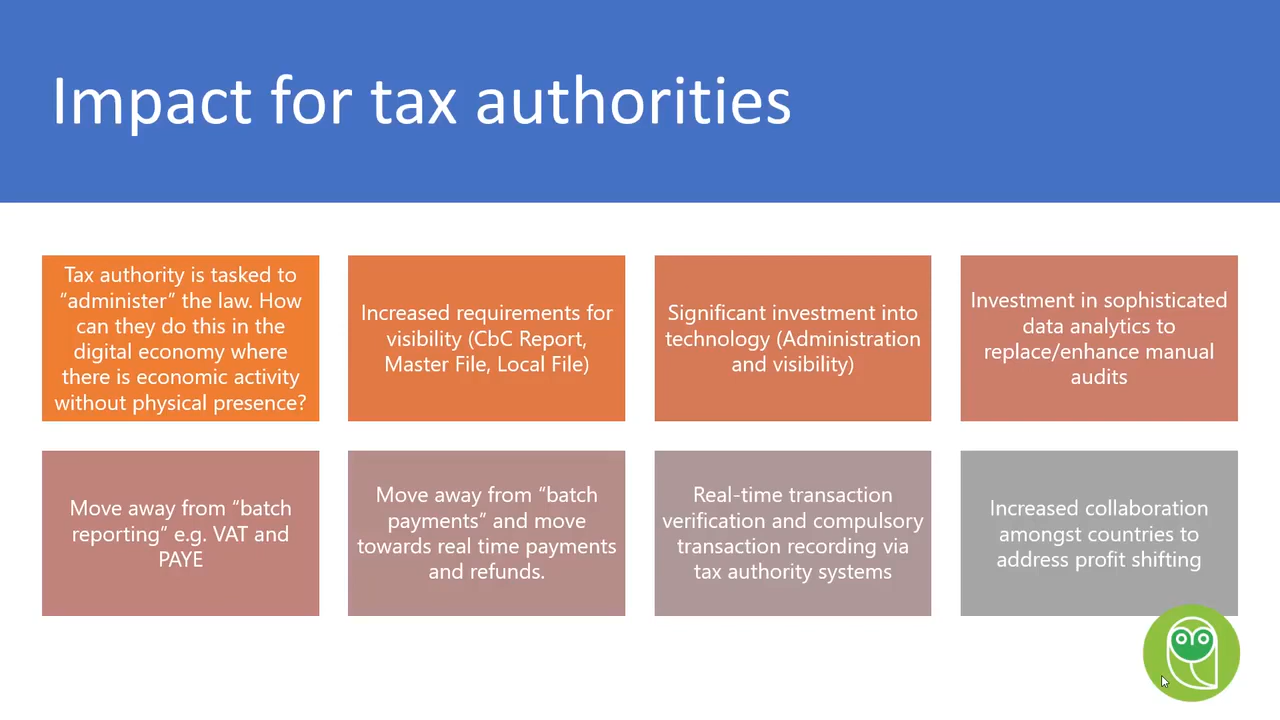 Impact for tax authorities
Tax authority is tasked to
“administer” the law. How
can they do this in the
digital economy where
there is economic activity
without physical presence?
Increased requirements for
visibility (CbC Report,
Master File, Local File)
Significant investment into
technology (Administration
and visibility)
Investment in sophisticated
data analytics to
replace/enhance manual
audits
Move away from “batch
reporting” e.g. VAT and
PAYE
Move away from “batch
payments” and move
towards real time payments
and refunds.
Real-time transaction
verification and compulsory
transaction recording via
tax authority systems
Increased collaboration
amongst countries to
address profit shifting